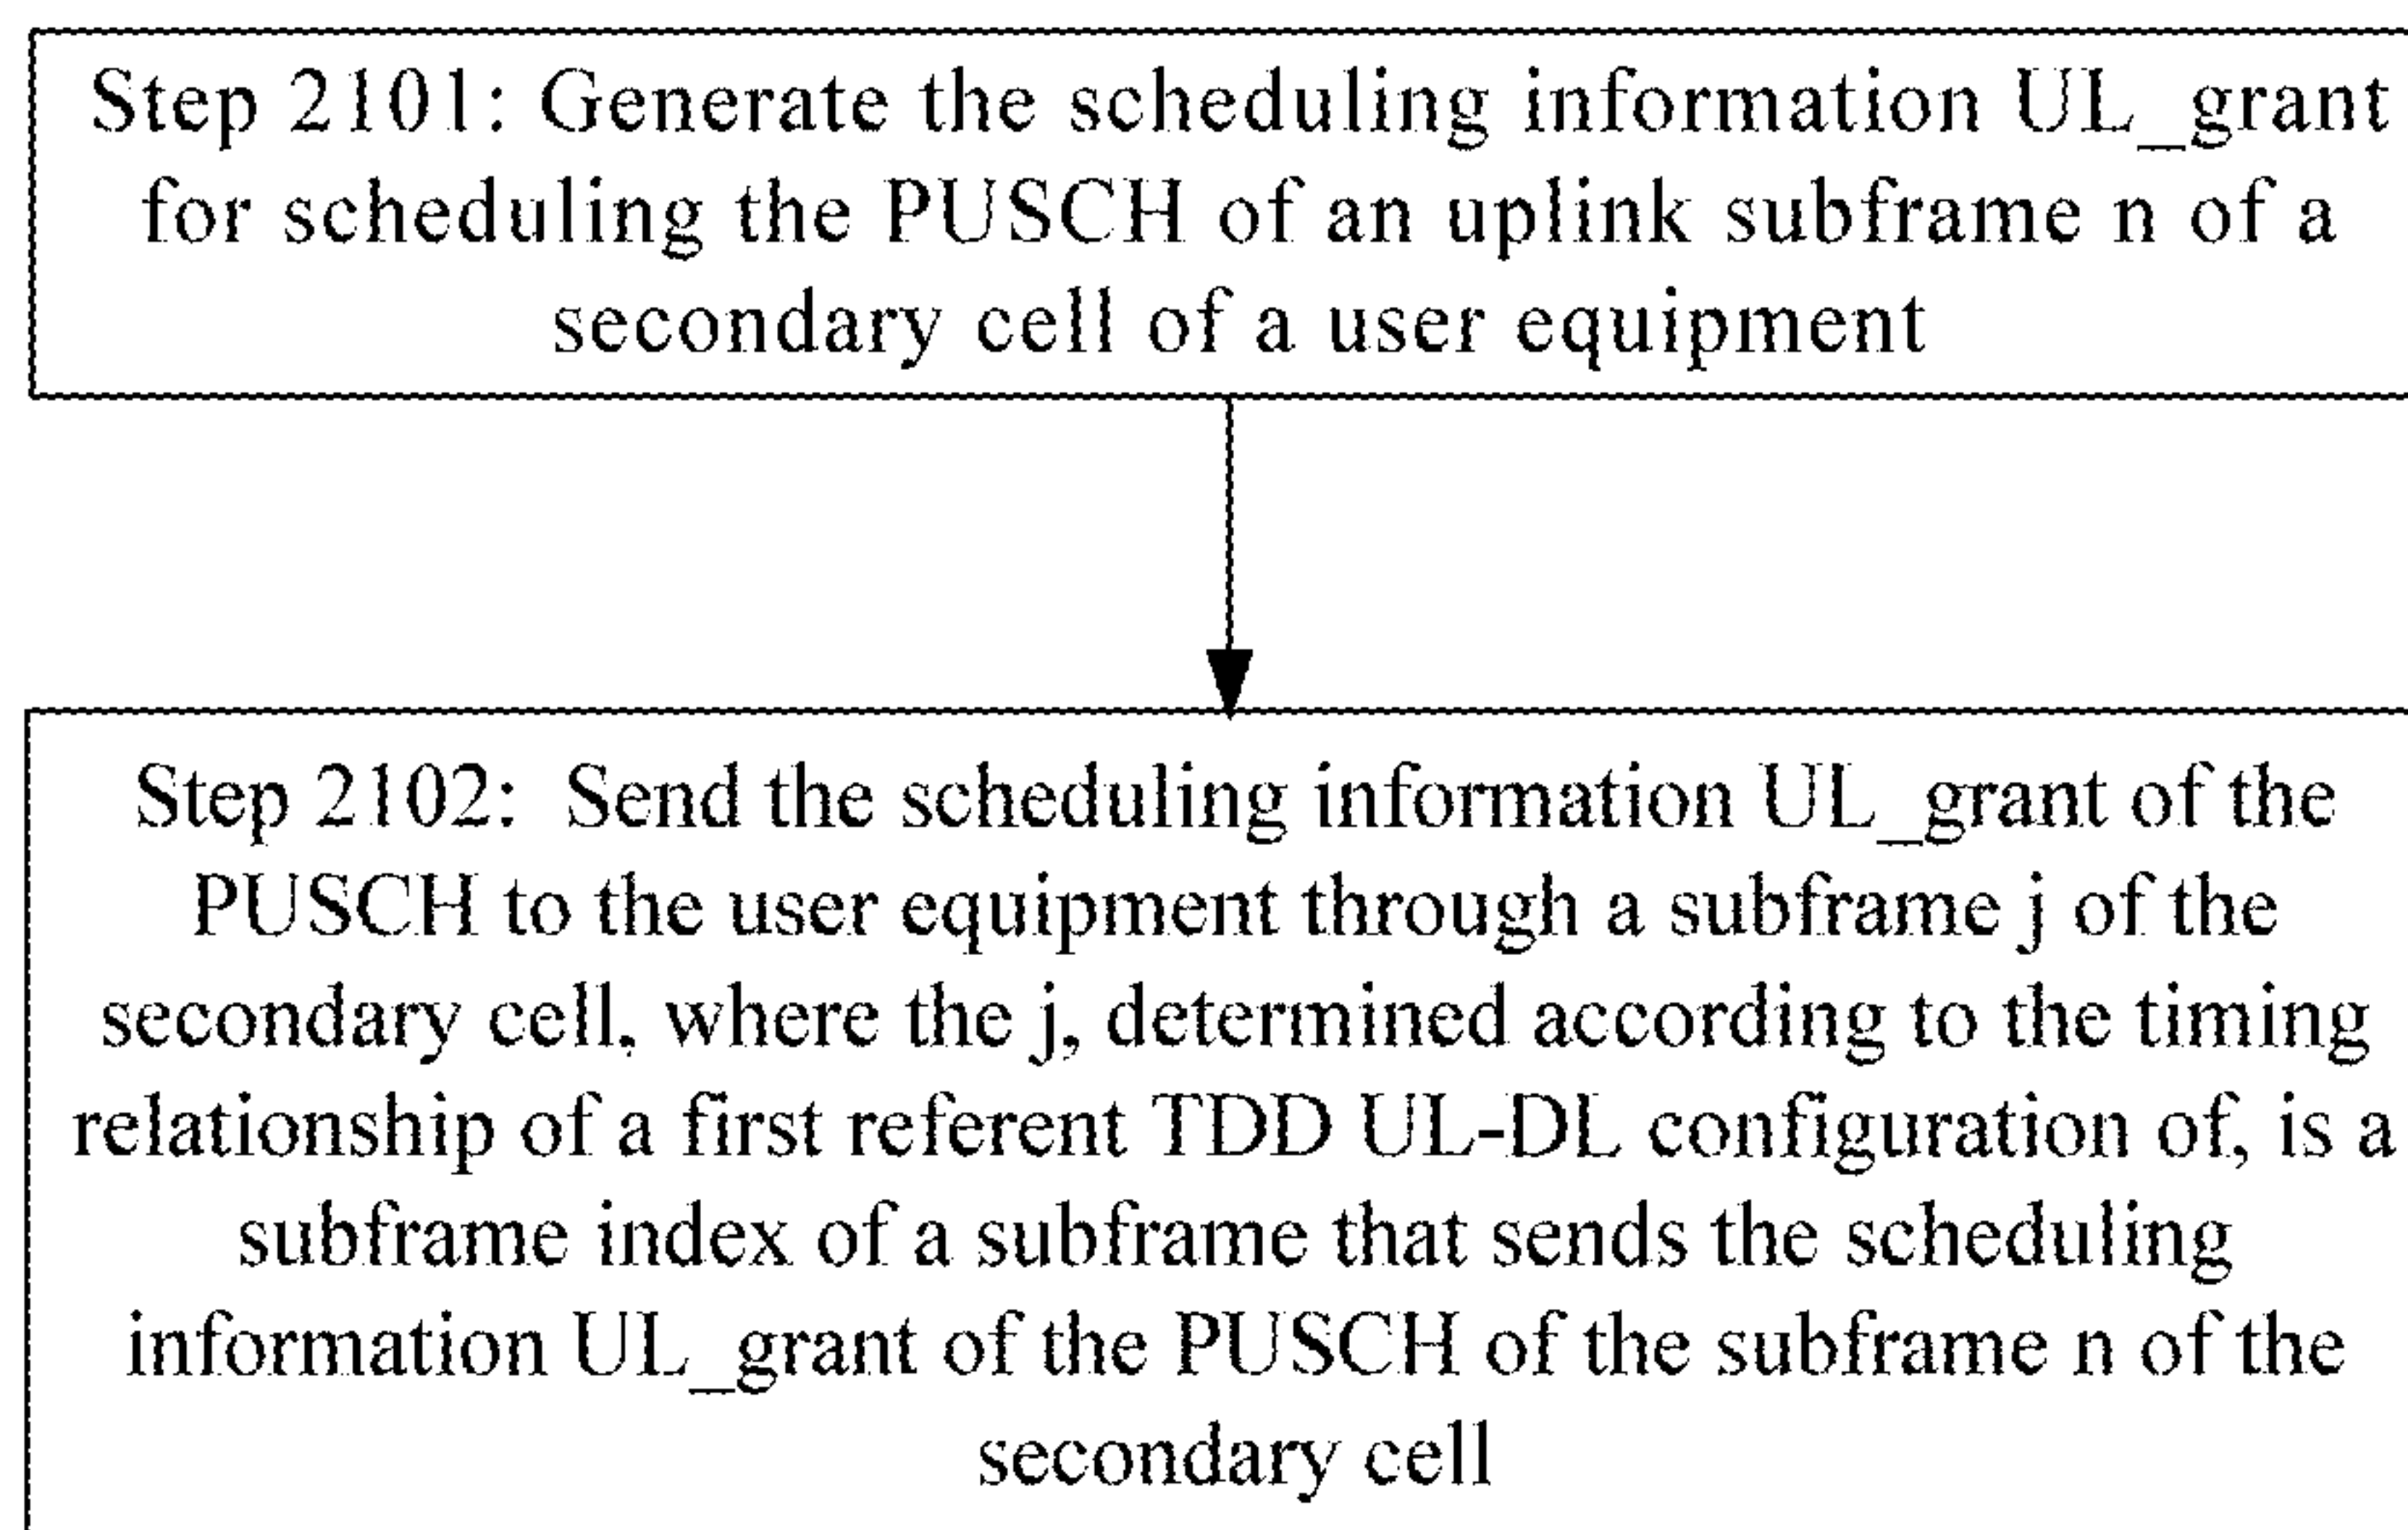 Step 2101: Generate the scheduling information UL_grant
for scheduling the PUSCH of an uplink subframe n of a
secondary cell of a user equipment
Step 2102: Send the scheduling information UL_grant of the
PUSCH to the user equipment through a subframe j of the
secondary cell, where the j, determined according to the timing
relationship of a first referent TDD UL-DL configuration of, is a
subframe index of a subframe that sends the scheduling
information UL_grant of the PUSCH of the subframe n of the
secondary cell